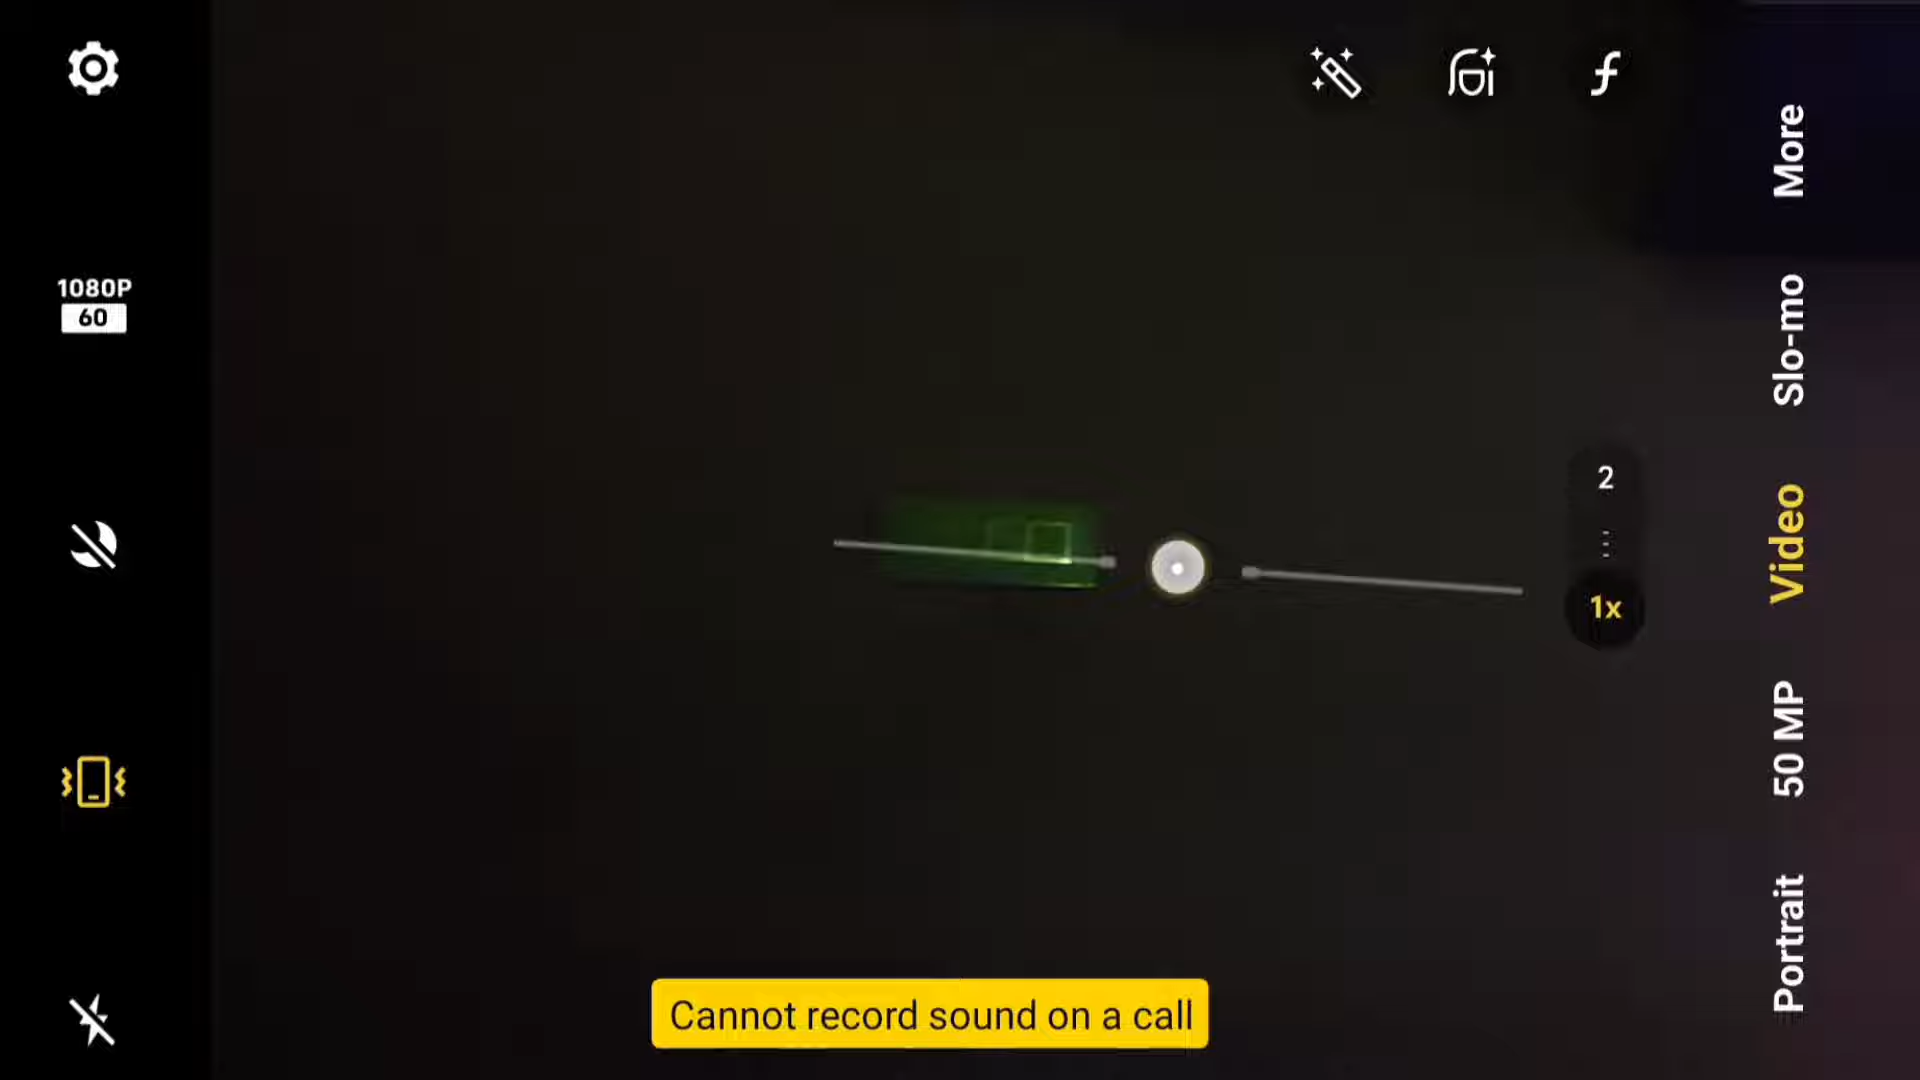 1080P
60
2
1x
More
Slo-mo
Video
50 MP
Portrait
Cannot record sound on a call